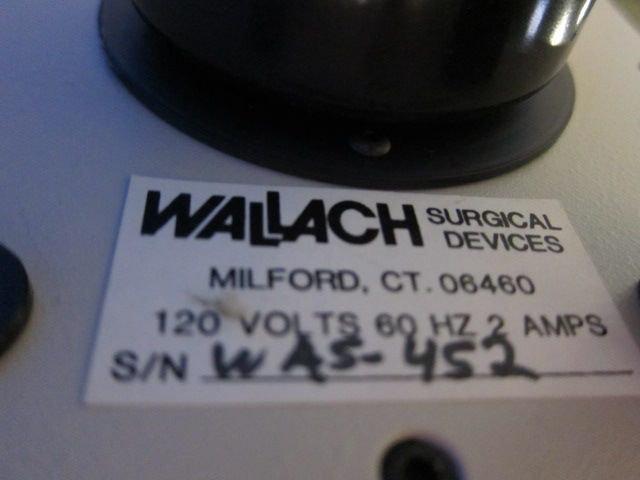 WALLACH SURGICAL DEVICES
MILFORD, CT. 06460
120 VOLTS 60 HZ 2 AMPS
S/N WAS-452